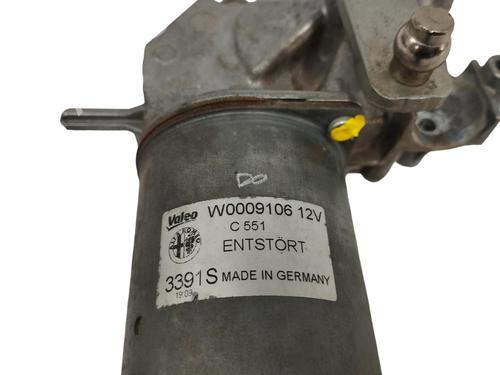 DO
Valeo W0009106 12V
C 551
ENTSTÖRT
3391S MADE IN GERMANY